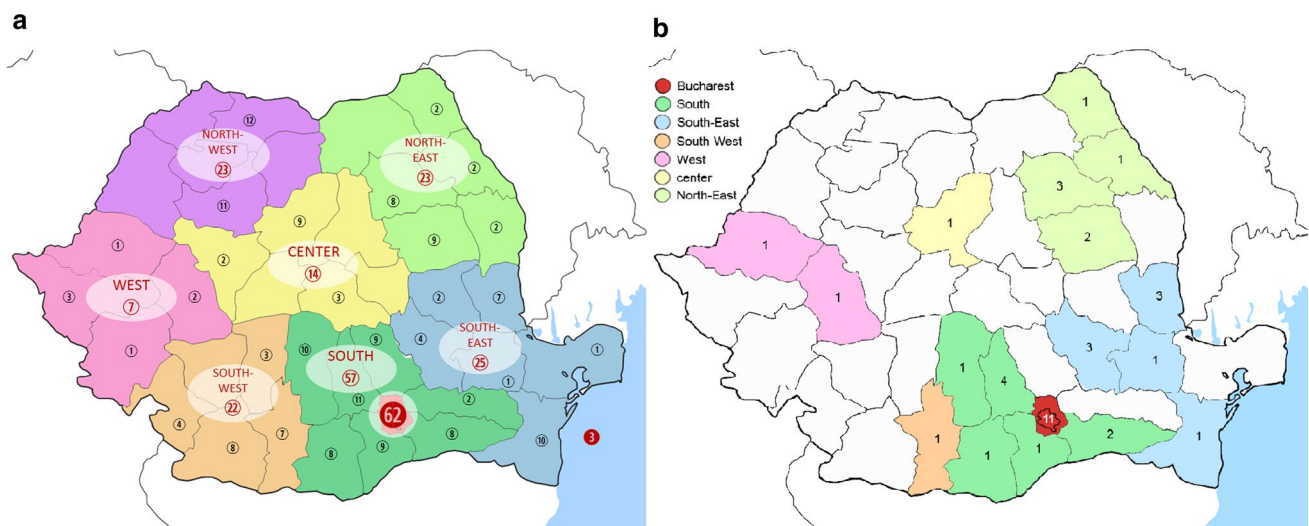 a
NORTH-
WEST
23
12
11
NORTH-
EAST
23
2
2
8
9
2
CENTER
14
9
2
3
WEST
7
1
3
2
1
SOUTH-
WEST
22
3
4
8
7
SOUTH
57
10
9
11
2
8
9
8
62
SOUTH-
EAST
25
2
7
4
1
1
10
3
b
Bucharest
South
South-East
South West
West
center
North-East
1
1
3
2
1
1
1
3
3
1
1
1
4
11
2
1
1
1